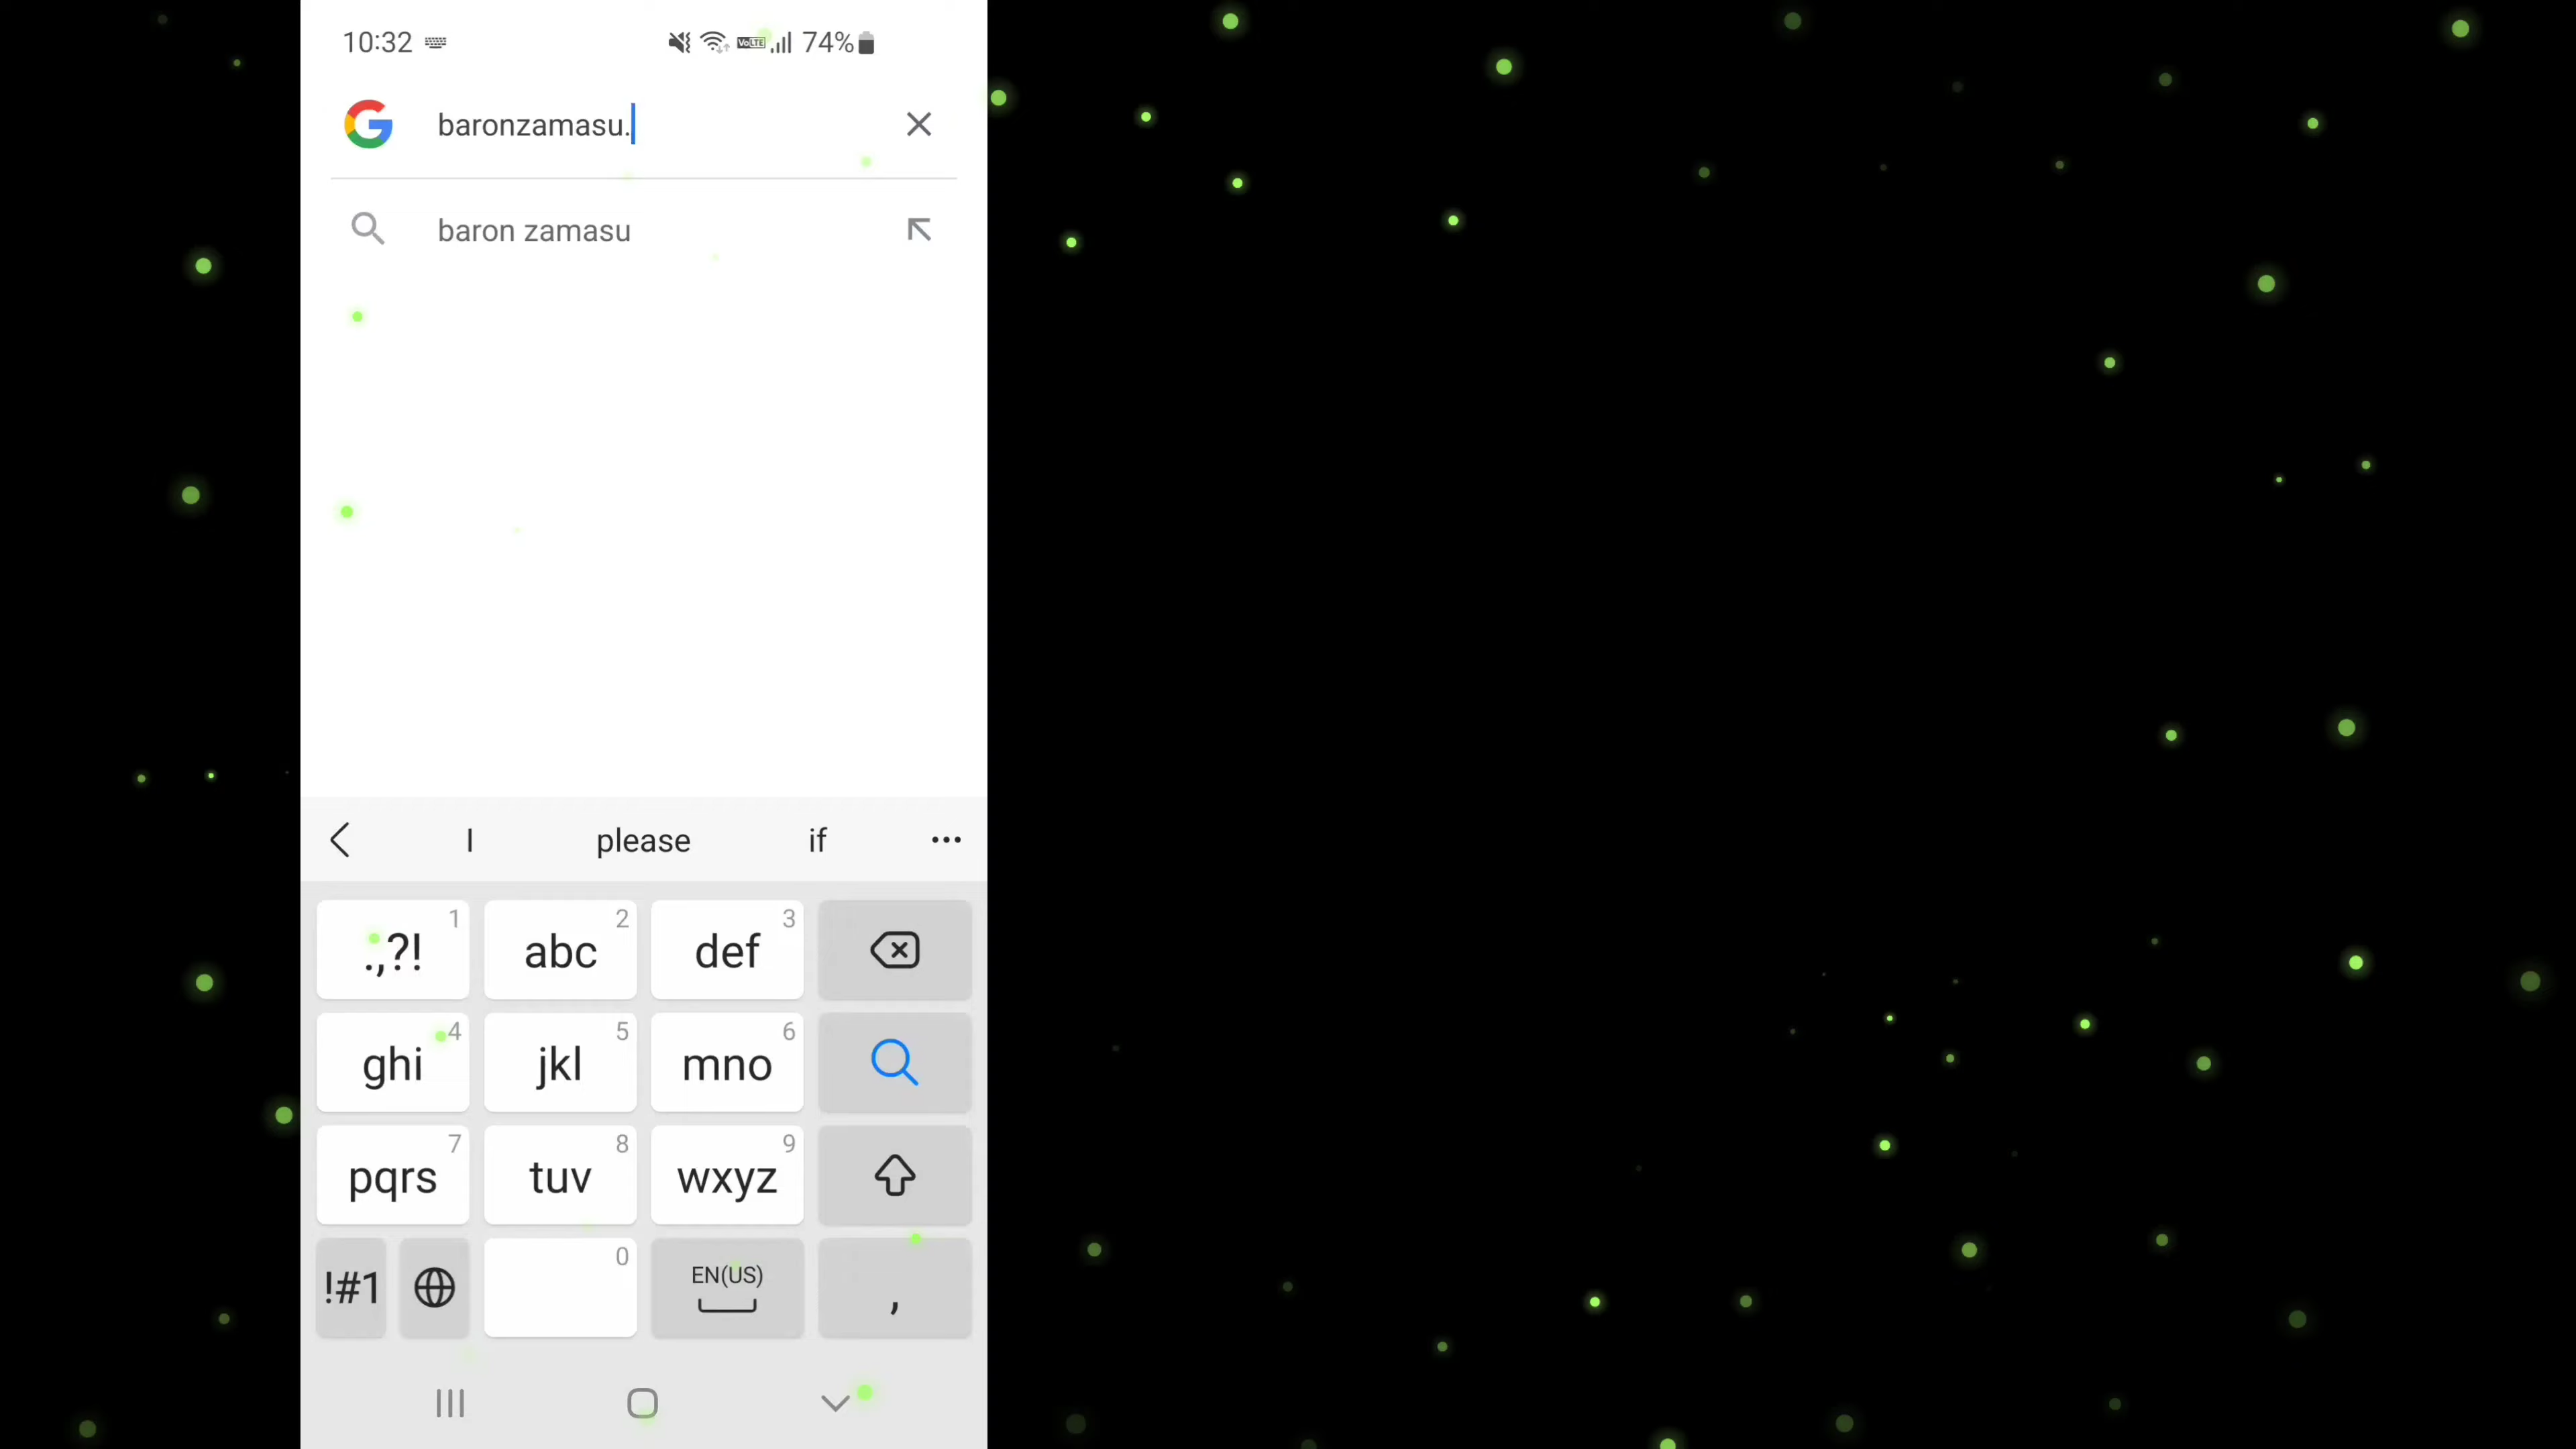 10:32 VoLTE 74%
baronzamasu.
baron zamasu
I please if ...
.,?! 1 abc 2 def 3
ghi 4 jkl 5 mno 6
pqrs 7 tuv 8 wxyz 9
!#1 0 EN(US) ,